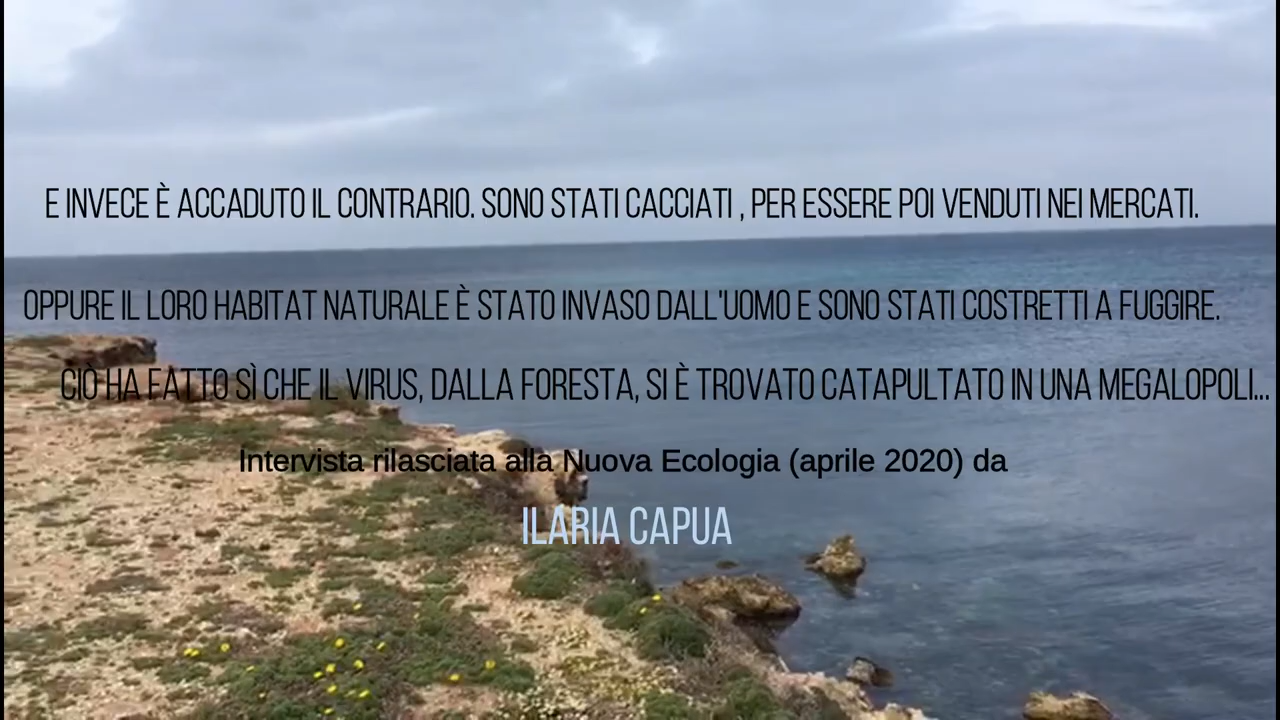 E INVECE È ACCADUTO IL CONTRARIO. SONO STATI CACCIATI , PER ESSERE POI VENDUTI NEI MERCATI.
OPPURE IL LORO HABITAT NATURALE È STATO INVASO DALL'UOMO E SONO STATI COSTRETTI A FUGGIRE.
CIÒ HA FATTO SÌ CHE IL VIRUS, DALLA FORESTA, SI È TROVATO CATAPULTATO IN UNA MEGALOPOLI...
Intervista rilasciata alla Nuova Ecologia (aprile 2020) da
ILARIA CAPUA